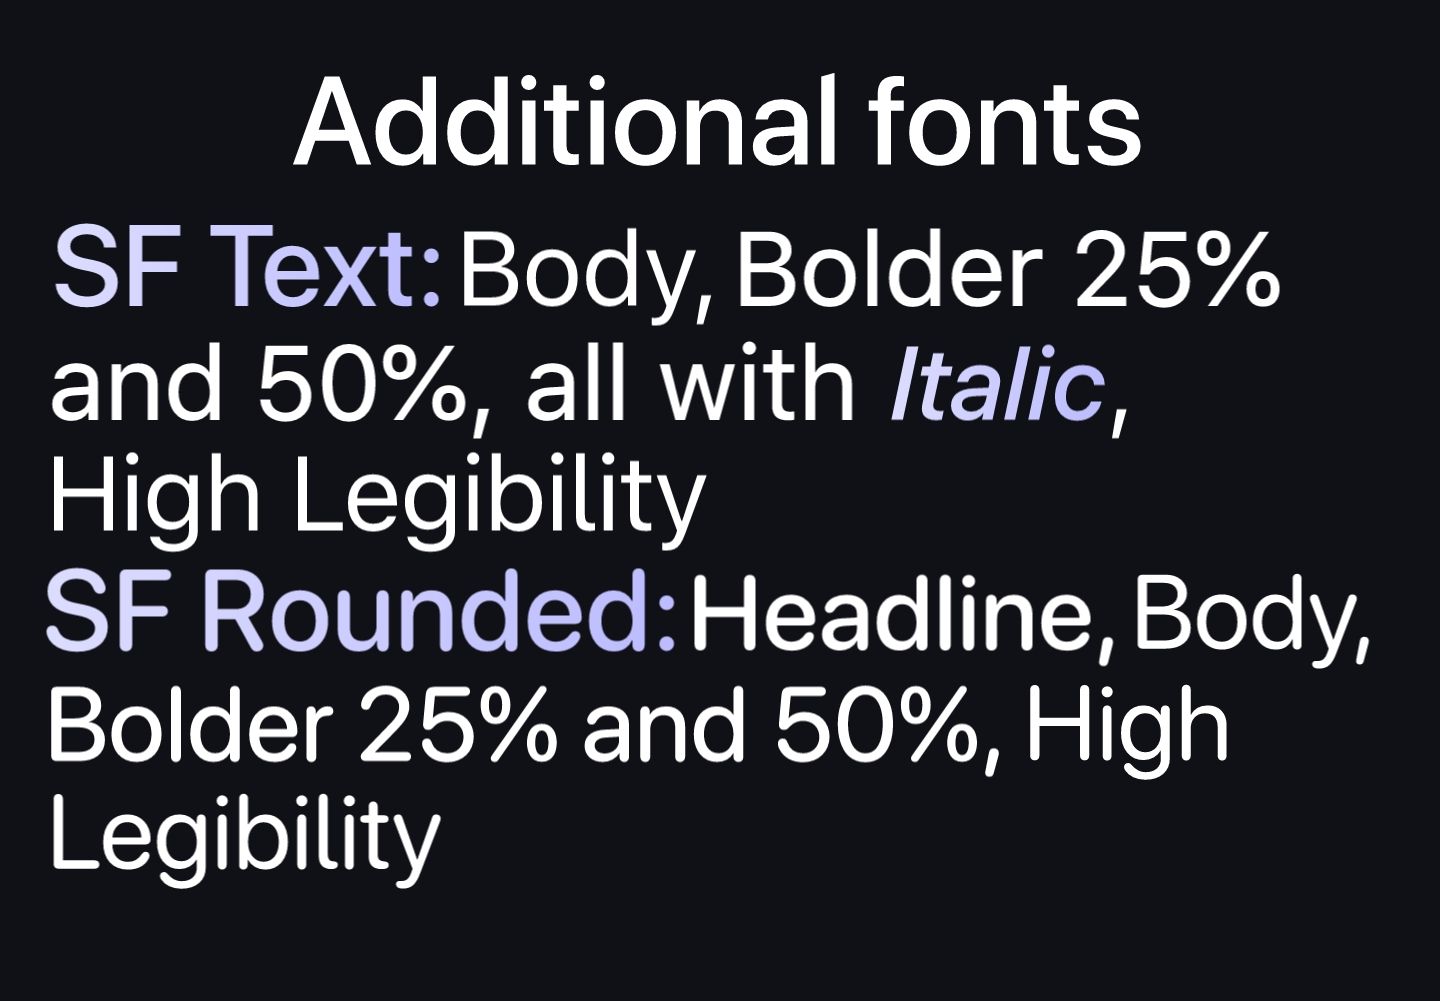 Additional fonts
SF Text: Body, Bolder 25%
and 50%, all with Italic,
High Legibility
SF Rounded: Headline, Body,
Bolder 25% and 50%, High
Legibility